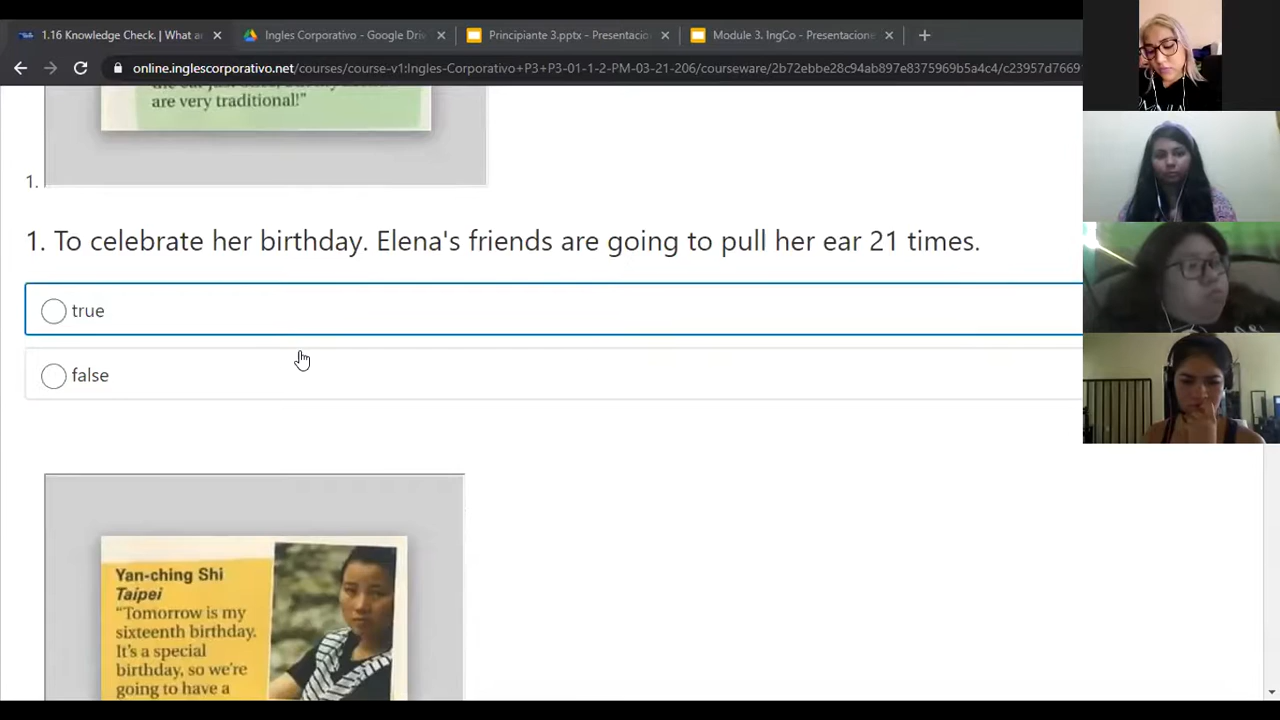 1.16 Knowledge Check. | What a
Ingles Corporativo - Google Driv
Principiante 3.pptx - Presentacio
Module 3. IngCo - Presentacione
online.inglescorporativo.net/courses/course-v1:Ingles-Corporativo+P3+P3-01-1-2-PM-03-21-206/courseware/2b72ebbe28c94ab897e8375969b5a4c4/c23957d7669
are very traditional!"
1.
1. To celebrate her birthday. Elena's friends are going to pull her ear 21 times.
true
false
Yan-ching Shi
Taipei
"Tomorrow is my
sixteenth birthday.
It's a special
birthday, so we're
going to have a